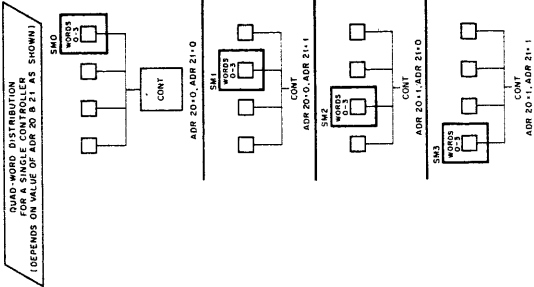 QUAD-WORD DISTRIBUTION
FOR A SINGLE CONTROLLER
(DEPENDS ON VALUE OF ADR 20 & 21 AS SHOWN)
SM0
WORDS
0-3
CONT
ADR 20=0, ADR 21=0
SM1
WORDS
0-3
CONT
ADR 20=0, ADR 21=1
SM2
WORDS
0-3
CONT
ADR 20=1, ADR 21=0
SM3
WORDS
0-3
CONT
ADR 20=1, ADR 21=1